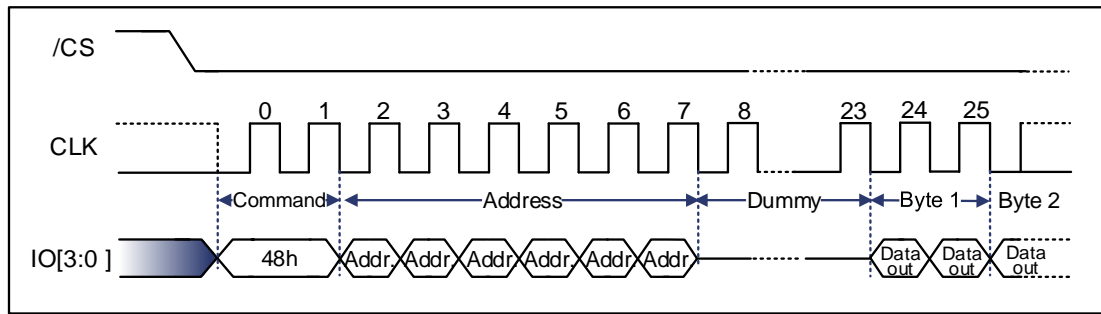 /CS
0 1 2 3 4 5 6 7 8 23 24 25
CLK
Command Address Dummy Byte 1 Byte 2
IO[3:0 ] 48h Addr. Addr. Addr. Addr. Addr. Addr. Data out Data out Data out